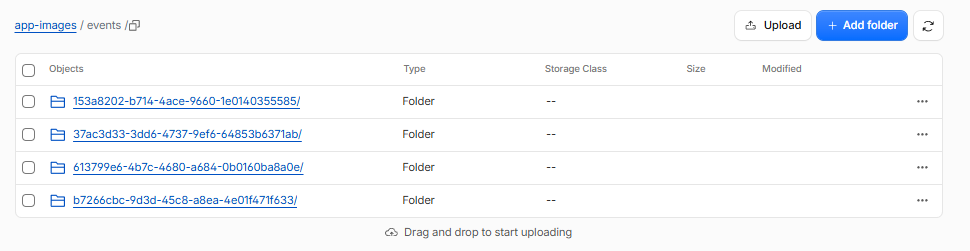 app-images / events /
Upload
+ Add folder
Objects Type Storage Class Size Modified
153a8202-b714-4ace-9660-1e0140355585/ Folder --
37ac3d33-3dd6-4737-9ef6-64853b6371ab/ Folder --
613799e6-4b7c-4680-a684-0b0160ba8a0e/ Folder --
b7266cbc-9d3d-45c8-a8ea-4e01f471f633/ Folder --
Drag and drop to start uploading